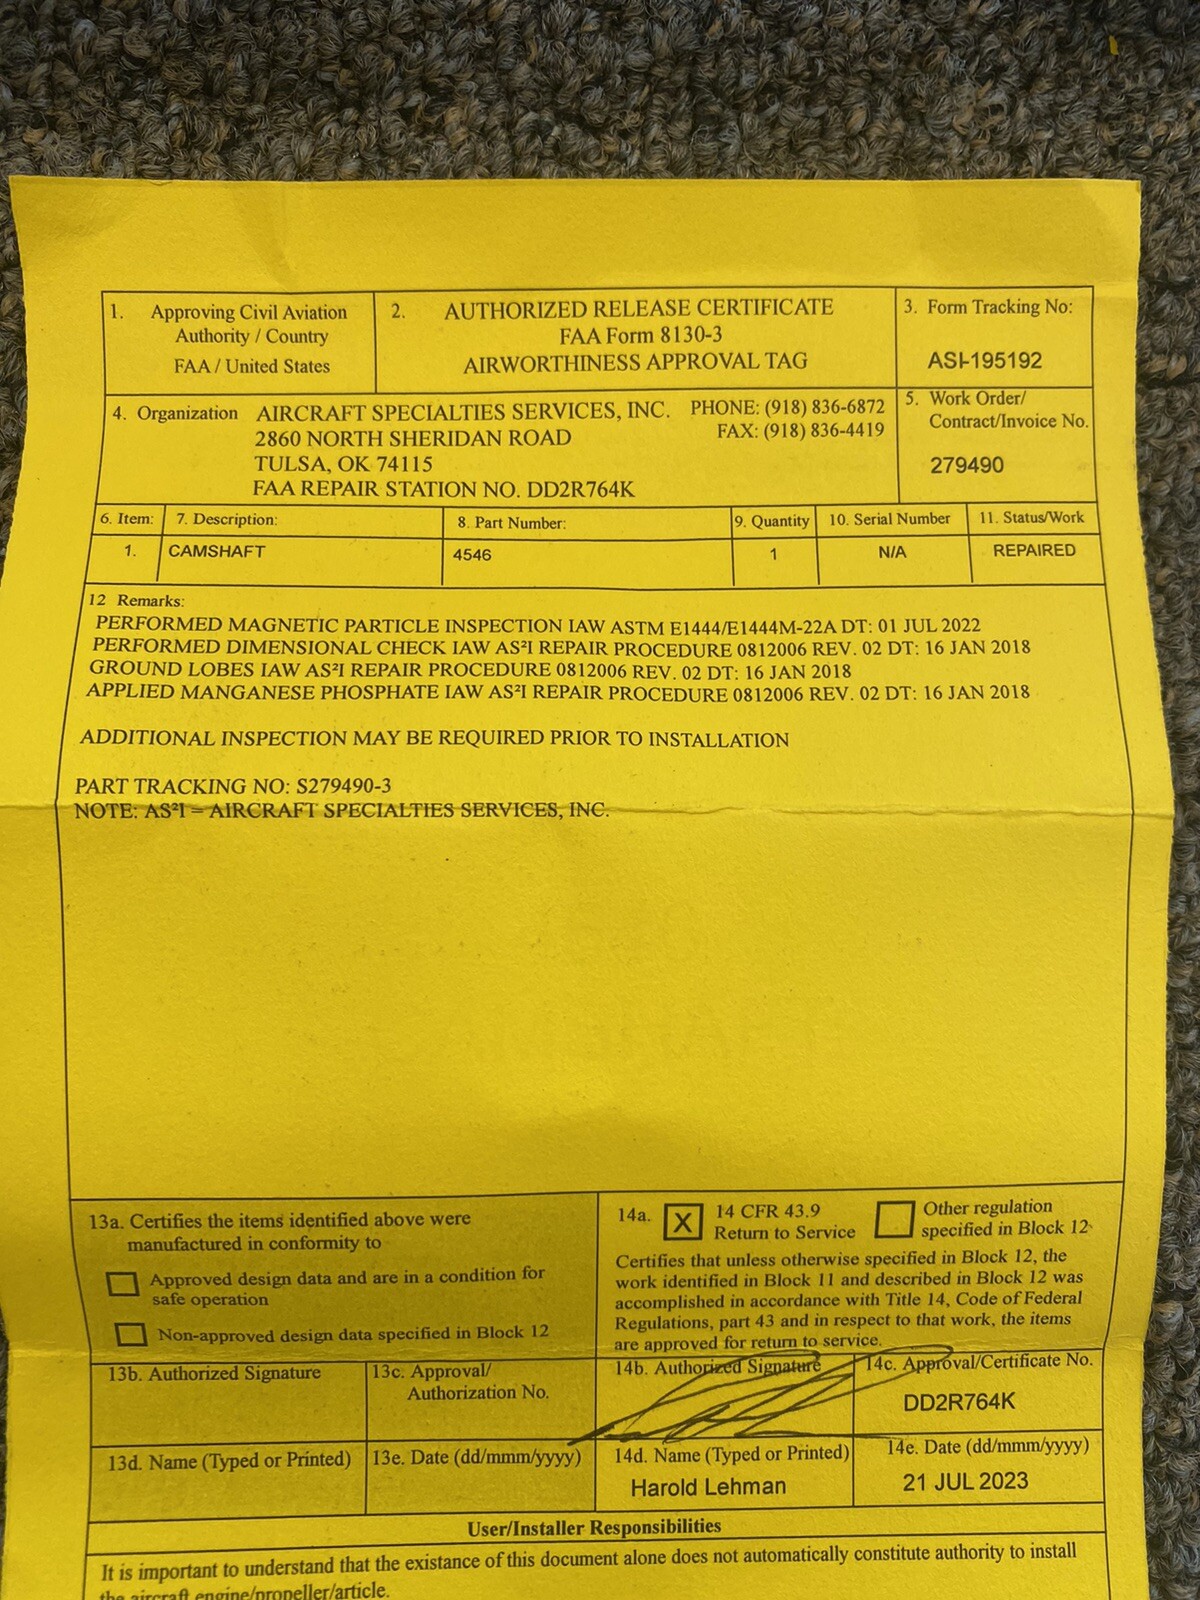 1. Approving Civil Aviation
Authority / Country
FAA / United States
2. AUTHORIZED RELEASE CERTIFICATE
FAA Form 8130-3
AIRWORTHINESS APPROVAL TAG
3. Form Tracking No:
ASI-195192
4. Organization AIRCRAFT SPECIALTIES SERVICES, INC. PHONE: (918) 836-6872
2860 NORTH SHERIDAN ROAD FAX: (918) 836-4419
TULSA, OK 74115
FAA REPAIR STATION NO. DD2R764K
5. Work Order/
Contract/Invoice No.
279490
6. Item: 7. Description: 8. Part Number: 9. Quantity 10. Serial Number 11. Status/Work
1. CAMSHAFT 4546 1 N/A REPAIRED
12 Remarks:
PERFORMED MAGNETIC PARTICLE INSPECTION IAW ASTM E1444/E1444M-22A DT: 01 JUL 2022
PERFORMED DIMENSIONAL CHECK IAW AS²I REPAIR PROCEDURE 0812006 REV. 02 DT: 16 JAN 2018
GROUND LOBES IAW AS²I REPAIR PROCEDURE 0812006 REV. 02 DT: 16 JAN 2018
APPLIED MANGANESE PHOSPHATE IAW AS²I REPAIR PROCEDURE 0812006 REV. 02 DT: 16 JAN 2018
ADDITIONAL INSPECTION MAY BE REQUIRED PRIOR TO INSTALLATION
PART TRACKING NO: S279490-3
NOTE: AS²I = AIRCRAFT SPECIALTIES SERVICES, INC.
13a. Certifies the items identified above were
manufactured in conformity to
Approved design data and are in a condition for
safe operation
Non-approved design data specified in Block 12
14a. X 14 CFR 43.9
Return to Service
Other regulation
specified in Block 12
Certifies that unless otherwise specified in Block 12, the
work identified in Block 11 and described in Block 12 was
accomplished in accordance with Title 14, Code of Federal
Regulations, part 43 and in respect to that work, the items
are approved for return to service.
13b. Authorized Signature
13c. Approval/
Authorization No.
14b. Authorized Signature
14c. Approval/Certificate No.
DD2R764K
13d. Name (Typed or Printed)
13e. Date (dd/mmm/yyyy)
14d. Name (Typed or Printed)
Harold Lehman
14e. Date (dd/mmm/yyyy)
21 JUL 2023
User/Installer Responsibilities
It is important to understand that the existance of this document alone does not automatically constitute authority to install
the aircraft engine/propeller/article.